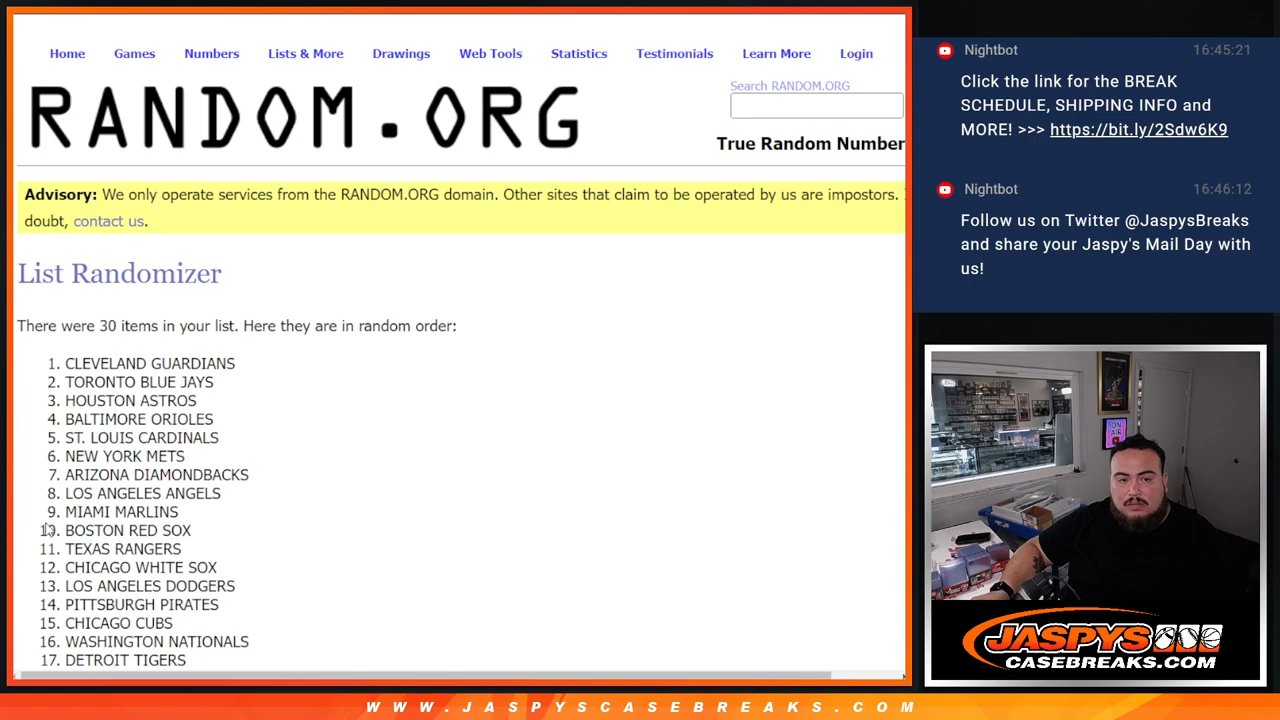 Home Games Numbers Lists & More Drawings Web Tools Statistics Testimonials Learn More Login
RANDOM.ORG
Search RANDOM.ORG
True Random Number
Advisory: We only operate services from the RANDOM.ORG domain. Other sites that claim to be operated by us are impostors.
doubt, contact us.
List Randomizer
There were 30 items in your list. Here they are in random order:
1. CLEVELAND GUARDIANS
2. TORONTO BLUE JAYS
3. HOUSTON ASTROS
4. BALTIMORE ORIOLES
5. ST. LOUIS CARDINALS
6. NEW YORK METS
7. ARIZONA DIAMONDBACKS
8. LOS ANGELES ANGELS
9. MIAMI MARLINS
10. BOSTON RED SOX
11. TEXAS RANGERS
12. CHICAGO WHITE SOX
13. LOS ANGELES DODGERS
14. PITTSBURGH PIRATES
15. CHICAGO CUBS
16. WASHINGTON NATIONALS
17. DETROIT TIGERS
Nightbot 16:45:21
Click the link for the BREAK
SCHEDULE, SHIPPING INFO and
MORE! >>> https://bit.ly/2Sdw6K9
Nightbot 16:46:12
Follow us on Twitter @JaspysBreaks
and share your Jaspy's Mail Day with
us!
ON
AIR
JASPYS
CASEBREAKS.COM
WWW.JASPYSCASEBREAKS.COM